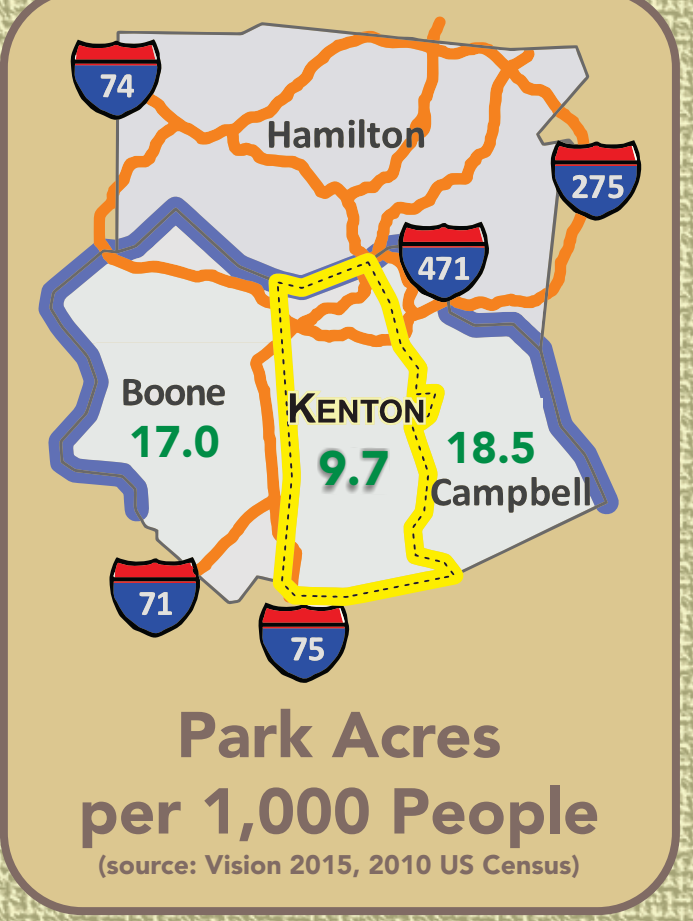 74
Hamilton
275
471
Boone
17.0
KENTON
9.7
18.5
Campbell
71
75
Park Acres
per 1,000 People
(source: Vision 2015, 2010 US Census)